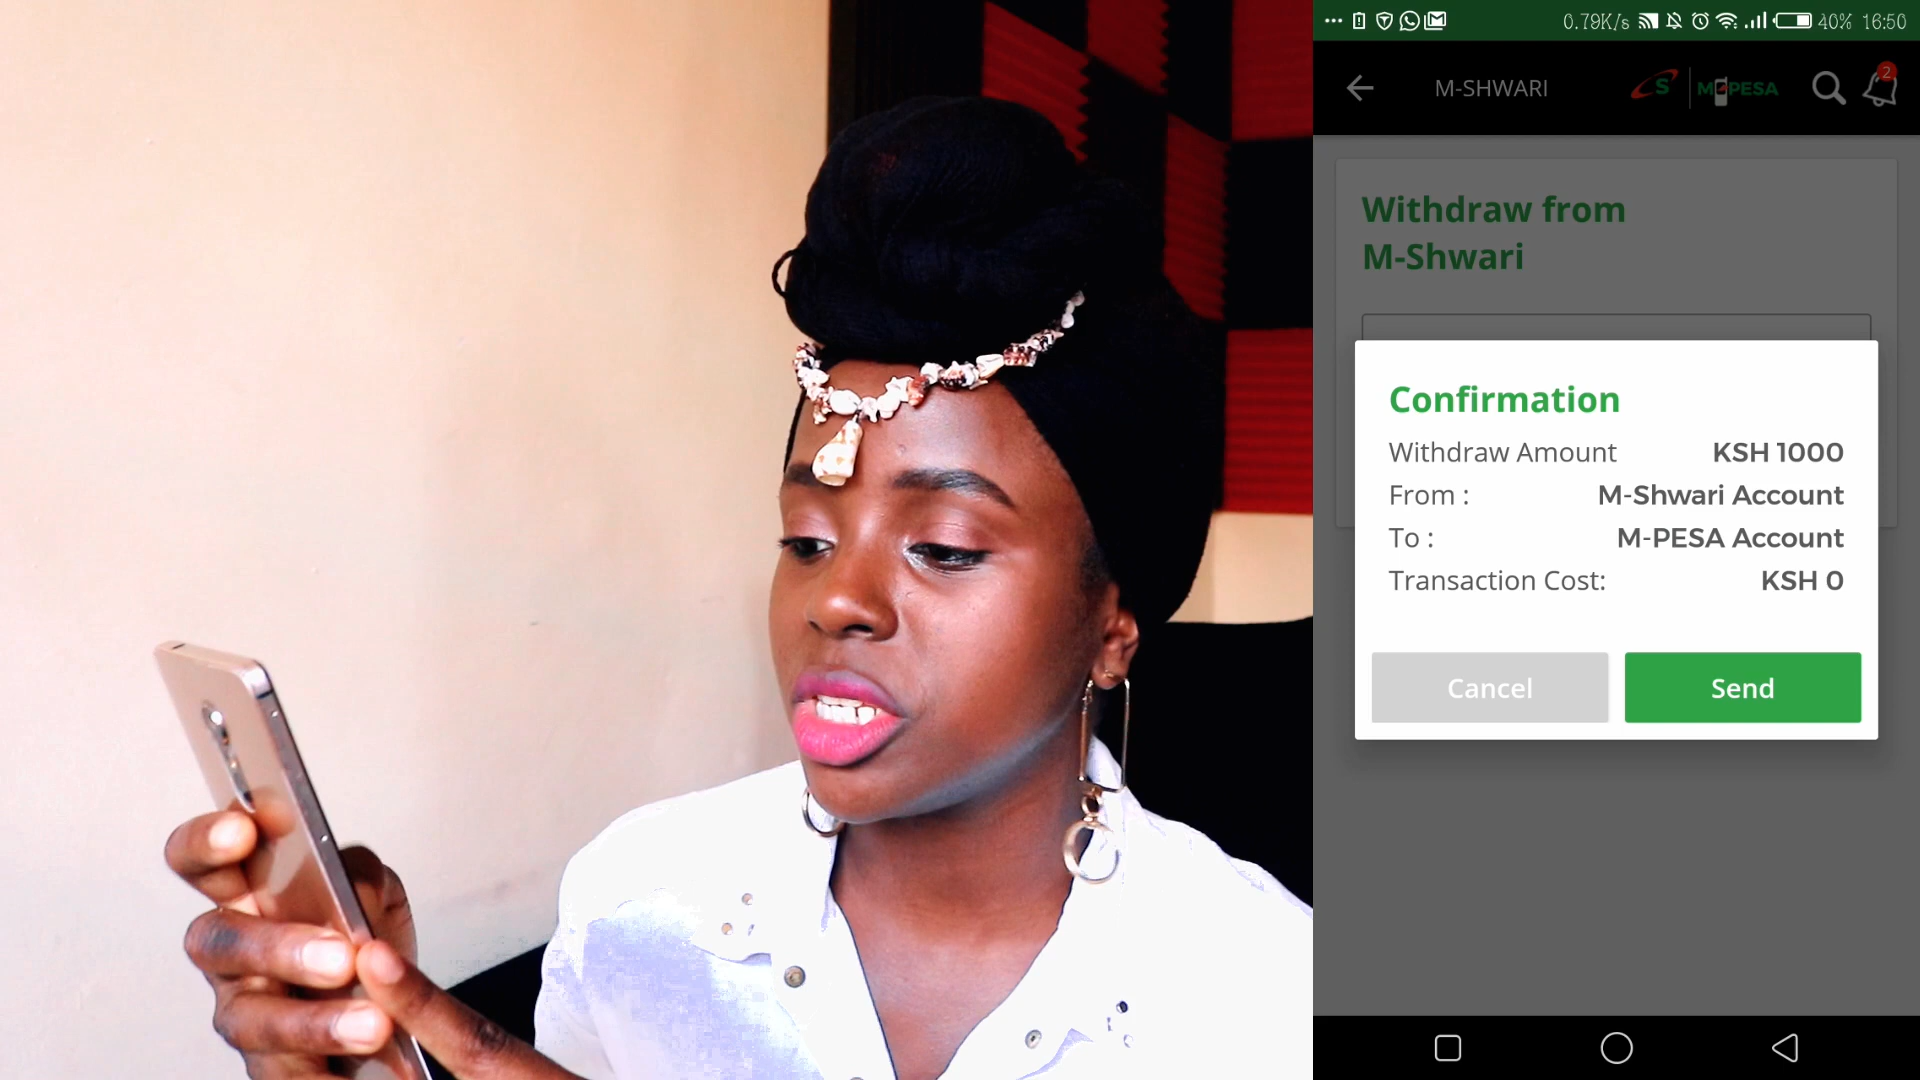 0.79K/s 40% 16:50
M-SHWARI S M-PESA 2
Withdraw from
M-Shwari
Confirmation
Withdraw Amount KSH 1000
From : M-Shwari Account
To : M-PESA Account
Transaction Cost: KSH 0
Cancel Send